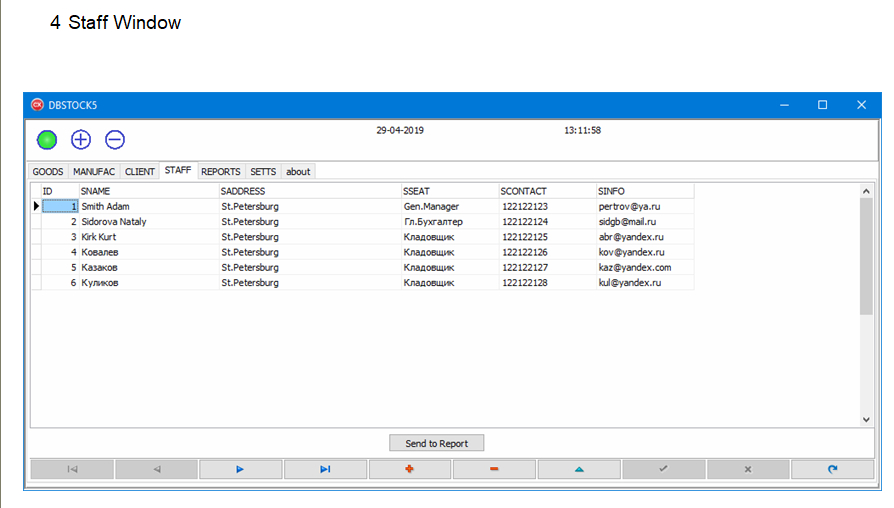 4 Staff Window
DBSTOCK5
29-04-2019 13:11:58
GOODS MANUFAC CLIENT STAFF REPORTS SETTS about
ID SNAME SADDRESS SSEAT SCONTACT SINFO
1 Smith Adam St.Petersburg Gen.Manager 122122123 pertrov@ya.ru
2 Sidorova Nataly St.Petersburg Гл.Бухгалтер 122122124 sidgb@mail.ru
3 Kirk Kurt St.Petersburg Кладовщик 122122125 abr@yandex.ru
4 Ковалев St.Petersburg Кладовщик 122122126 kov@yandex.ru
5 Казаков St.Petersburg Кладовщик 122122127 kaz@yandex.com
6 Куликов St.Petersburg Кладовщик 122122128 kul@yandex.ru
Send to Report